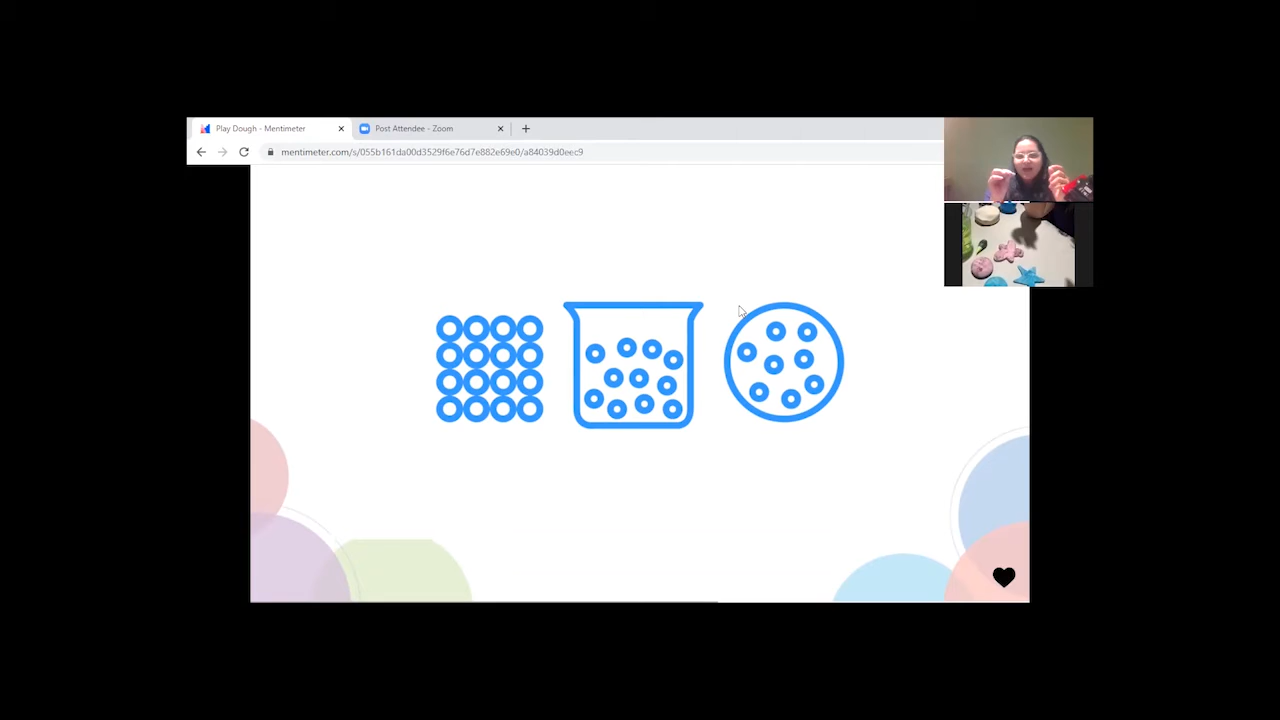 Play Dough - Mentimeter
Post Attendee - Zoom
mentimeter.com/s/055b161da00d3529f6e76d7e882e69e0/a84039d0eec9